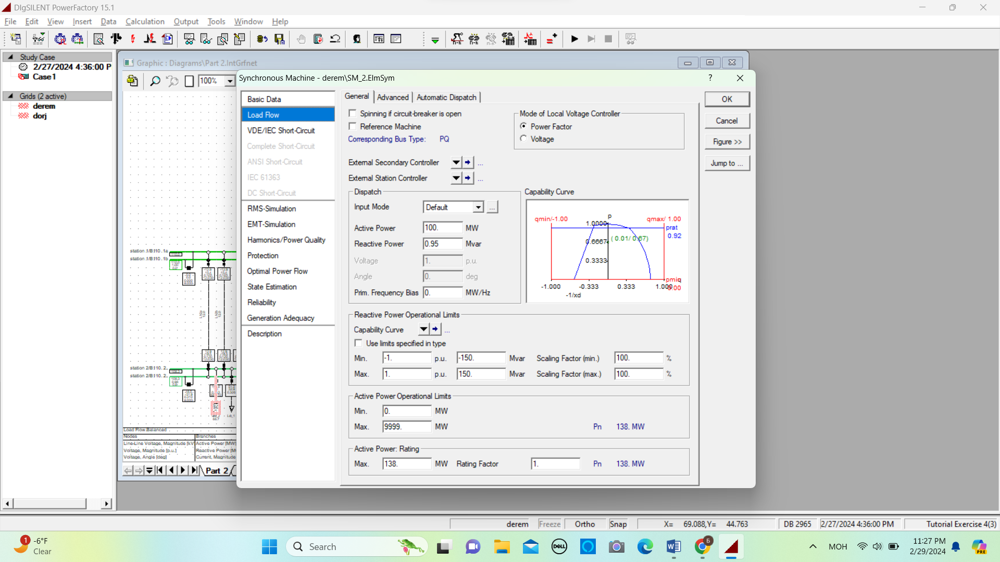 DIgSILENT PowerFactory 15.1
File Edit View Insert Data Calculation Output Tools Window Help
Study Case
2/27/2024 4:36:00 P
Case1
Grids (2 active)
derem
dorj
Graphic : Diagrams\Part 2.IntGrfnet
100%
station 1/B110 . 1a
station 1/B110 . 1b
station 2/B110. 2.
station 2/B110. 2.
Load Flow Balanced
Nodes Branches
Line-Line Voltage, Magnitude [kV Active Power [MW]
Voltage, Magnitude [p.u.] Reactive Power [M
Voltage, Angle [deg] Current, Magnitude
Part 2
Synchronous Machine - derem\SM_2.ElmSym
?
Basic Data
Load Flow
VDE/IEC Short-Circuit
Complete Short-Circuit
ANSI Short-Circuit
IEC 61363
DC Short-Circuit
RMS-Simulation
EMT-Simulation
Harmonics/Power Quality
Protection
Optimal Power Flow
State Estimation
Reliability
Generation Adequacy
Description
General Advanced Automatic Dispatch
Spinning if circuit-breaker is open
Reference Machine
Corresponding Bus Type: PQ
Mode of Local Voltage Controller
Power Factor
Voltage
External Secondary Controller ...
External Station Controller ...
Dispatch
Input Mode Default ...
Active Power 100. MW
Reactive Power 0.95 Mvar
Voltage 1. p.u.
Angle 0. deg
Prim. Frequency Bias 0. MW/Hz
Capability Curve
qmin/-1.00 p qmax/ 1.00
1.0000 prat
0.92
0.6667 ( 0.01/ 0.67)
0.3333
pmin
-1.000 -0.333 0.333 1.000 q
0.00
-1/xd
Reactive Power Operational Limits
Capability Curve ...
Use limits specified in type
Min. -1. p.u. -150. Mvar Scaling Factor (min.) 100. %
Max. 1. p.u. 150. Mvar Scaling Factor (max.) 100. %
Active Power Operational Limits
Min. 0. MW
Max. 9999. MW Pn 138. MW
Active Power: Rating
Max. 138. MW Rating Factor 1. Pn 138. MW
OK
Cancel
Figure >>
Jump to ...
derem Freeze Ortho Snap X= 69.088,Y= 44.763 DB 2965 2/27/2024 4:36:00 PM Tutorial Exercise 4(3)
1
-6°F
Clear
Search
DELL
6
MOH
11:27 PM
2/29/2024
PRE